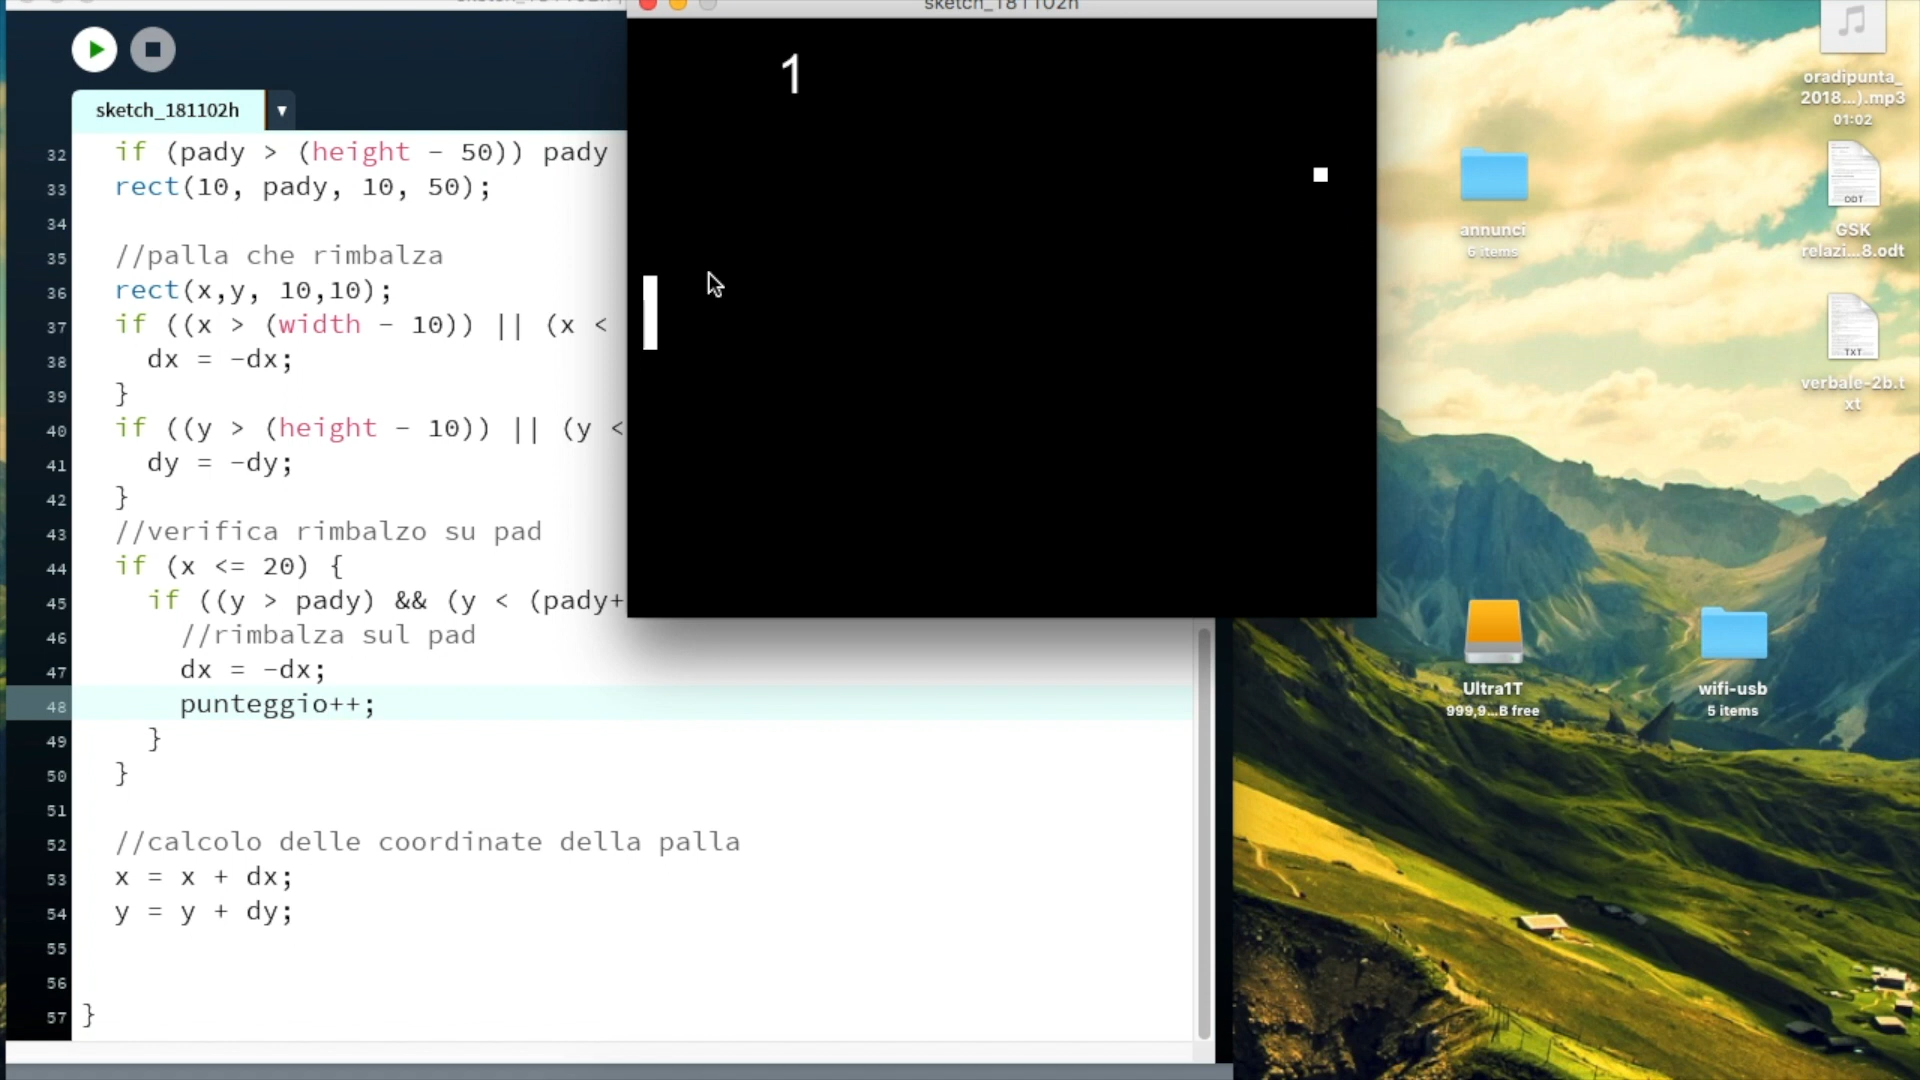 sketch_181102h
sketch_181102h
32 if (pady > (height - 50)) pady
33 rect(10, pady, 10, 50);
34
35 //palla che rimbalza
36 rect(x,y, 10,10);
37 if ((x > (width - 10)) || (x <
38 dx = -dx;
39 }
40 if ((y > (height - 10)) || (y <
41 dy = -dy;
42 }
43 //verifica rimbalzo su pad
44 if (x <= 20) {
45 if ((y > pady) && (y < (pady+
46 //rimbalza sul pad
47 dx = -dx;
48 punteggio++;
49 }
50 }
51
52 //calcolo delle coordinate della palla
53 x = x + dx;
54 y = y + dy;
55
56
57 }
1
oradipunta_
2018...).mp3
01:02
annunci
6 items
ODT
GSK
relazi...8.odt
TXT
verbale-2b.t
xt
Ultra1T
999,9...B free
wifi-usb
5 items